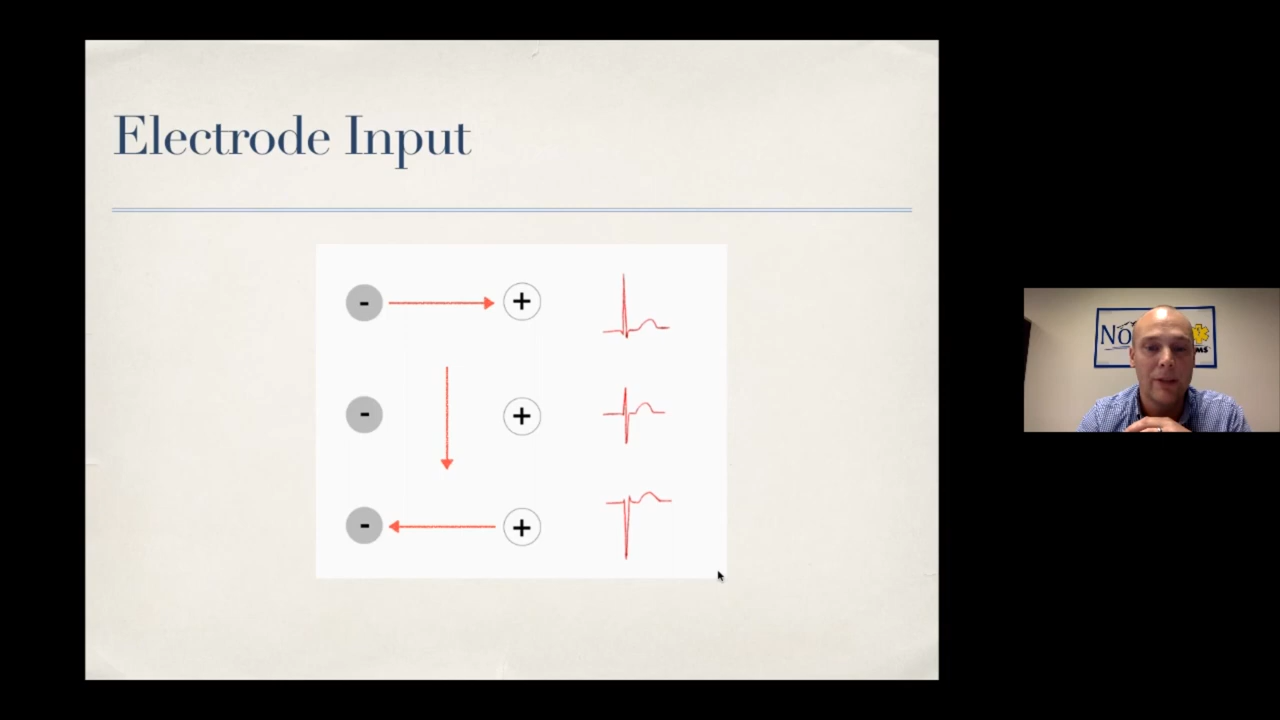 Electrode Input
- +
- +
- +